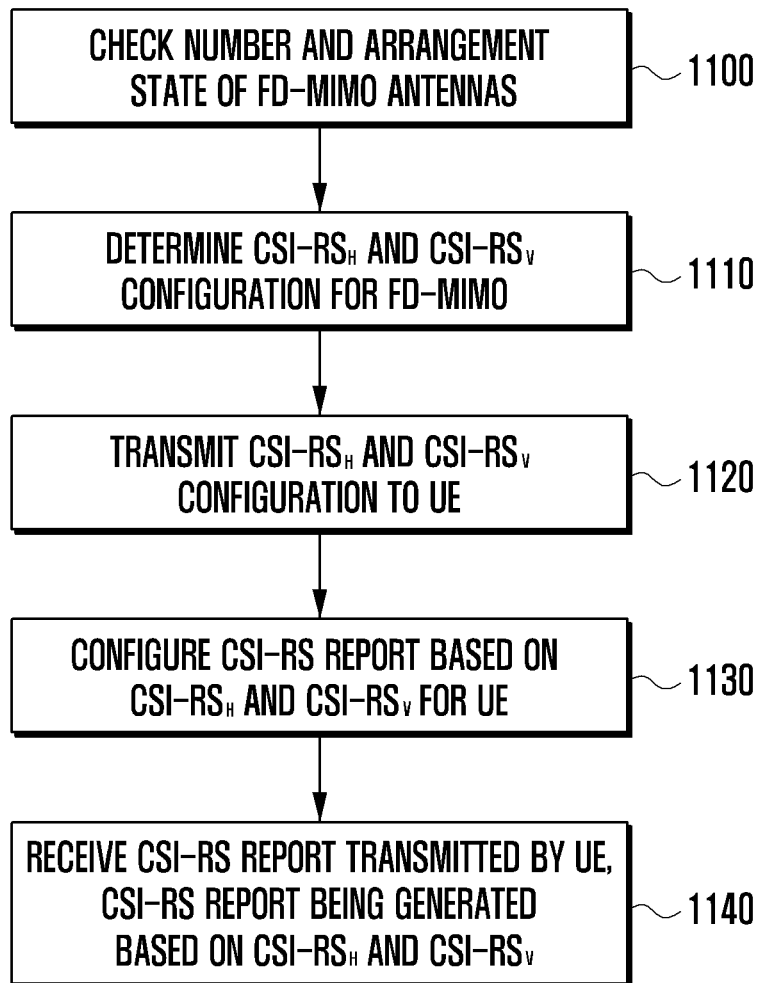 CHECK NUMBER AND ARRANGEMENT
STATE OF FD-MIMO ANTENNAS
1100
DETERMINE CSI-RSH AND CSI-RSV
CONFIGURATION FOR FD-MIMO
1110
TRANSMIT CSI-RSH AND CSI-RSV
CONFIGURATION TO UE
1120
CONFIGURE CSI-RS REPORT BASED ON
CSI-RSH AND CSI-RSV FOR UE
1130
RECEIVE CSI-RS REPORT TRANSMITTED BY UE,
CSI-RS REPORT BEING GENERATED
BASED ON CSI-RSH AND CSI-RSV
1140